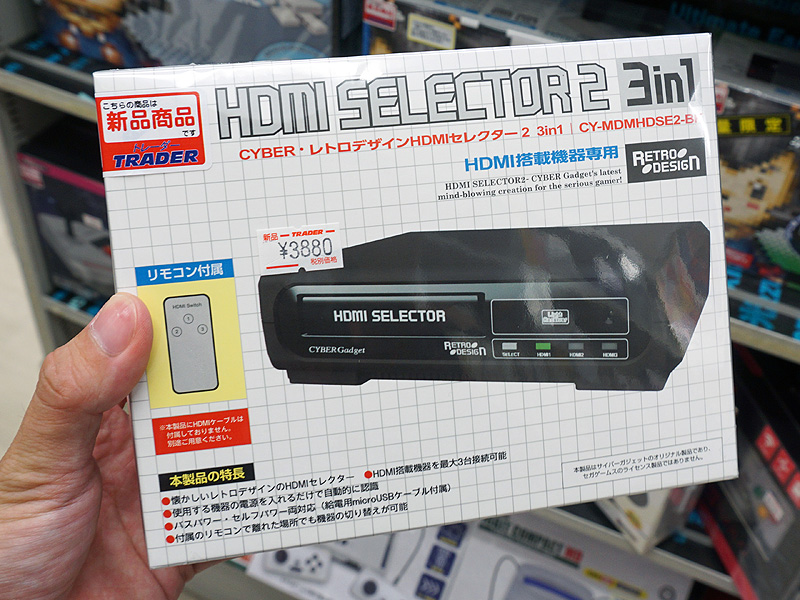 こちらの商品は
新品商品
です
トレーダー
TRADER
HDMI SELECTOR 2 3in1
CYBER・レトロデザインHDMIセレクター 2 3in1 CY-MDMHDSE2-B
HDMI搭載機器専用
RETRO DESIGN
HDMI SELECTOR2- CYBER Gadget's latest
mind-blowing creation for the serious gamer!
新品 TRADER
¥3880
税別価格
リモコン付属
HDMI Switch
1
2
3
HDMI SELECTOR
CYBER Gadget
RETRO DESIGN
SELECT HDMI1 HDMI2 HDMI3
※本製品にHDMIケーブルは
付属しておりません。
別途ご用意ください。
本製品の特長
●懐かしいレトロデザインのHDMIセレクター ●HDMI搭載機器を最大3台接続可能
●使用する機器の電源を入れるだけで自動的に認識
●バスパワー・セルフパワー両対応（給電用microUSBケーブル付属）
●付属のリモコンで離れた場所でも機器の切り替えが可能
本製品はサイバーガジェットのオリジナル製品であり、
セガゲームスのライセンス製品ではありません。
量限定